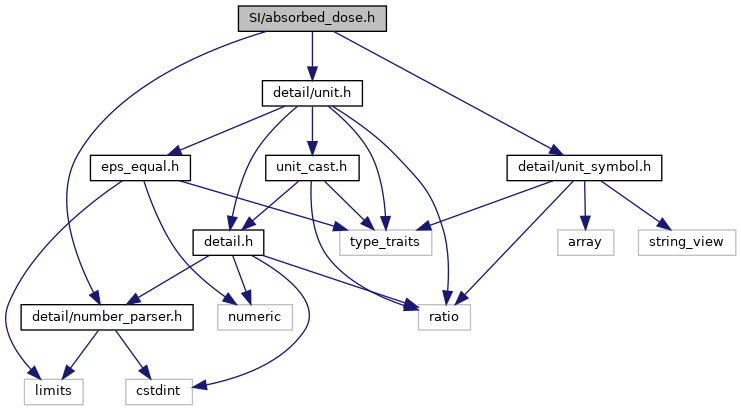 SI/absorbed_dose.h
detail/unit.h
eps_equal.h
unit_cast.h
detail/unit_symbol.h
detail.h
type_traits
array
string_view
detail/number_parser.h
numeric
ratio
limits
cstdint